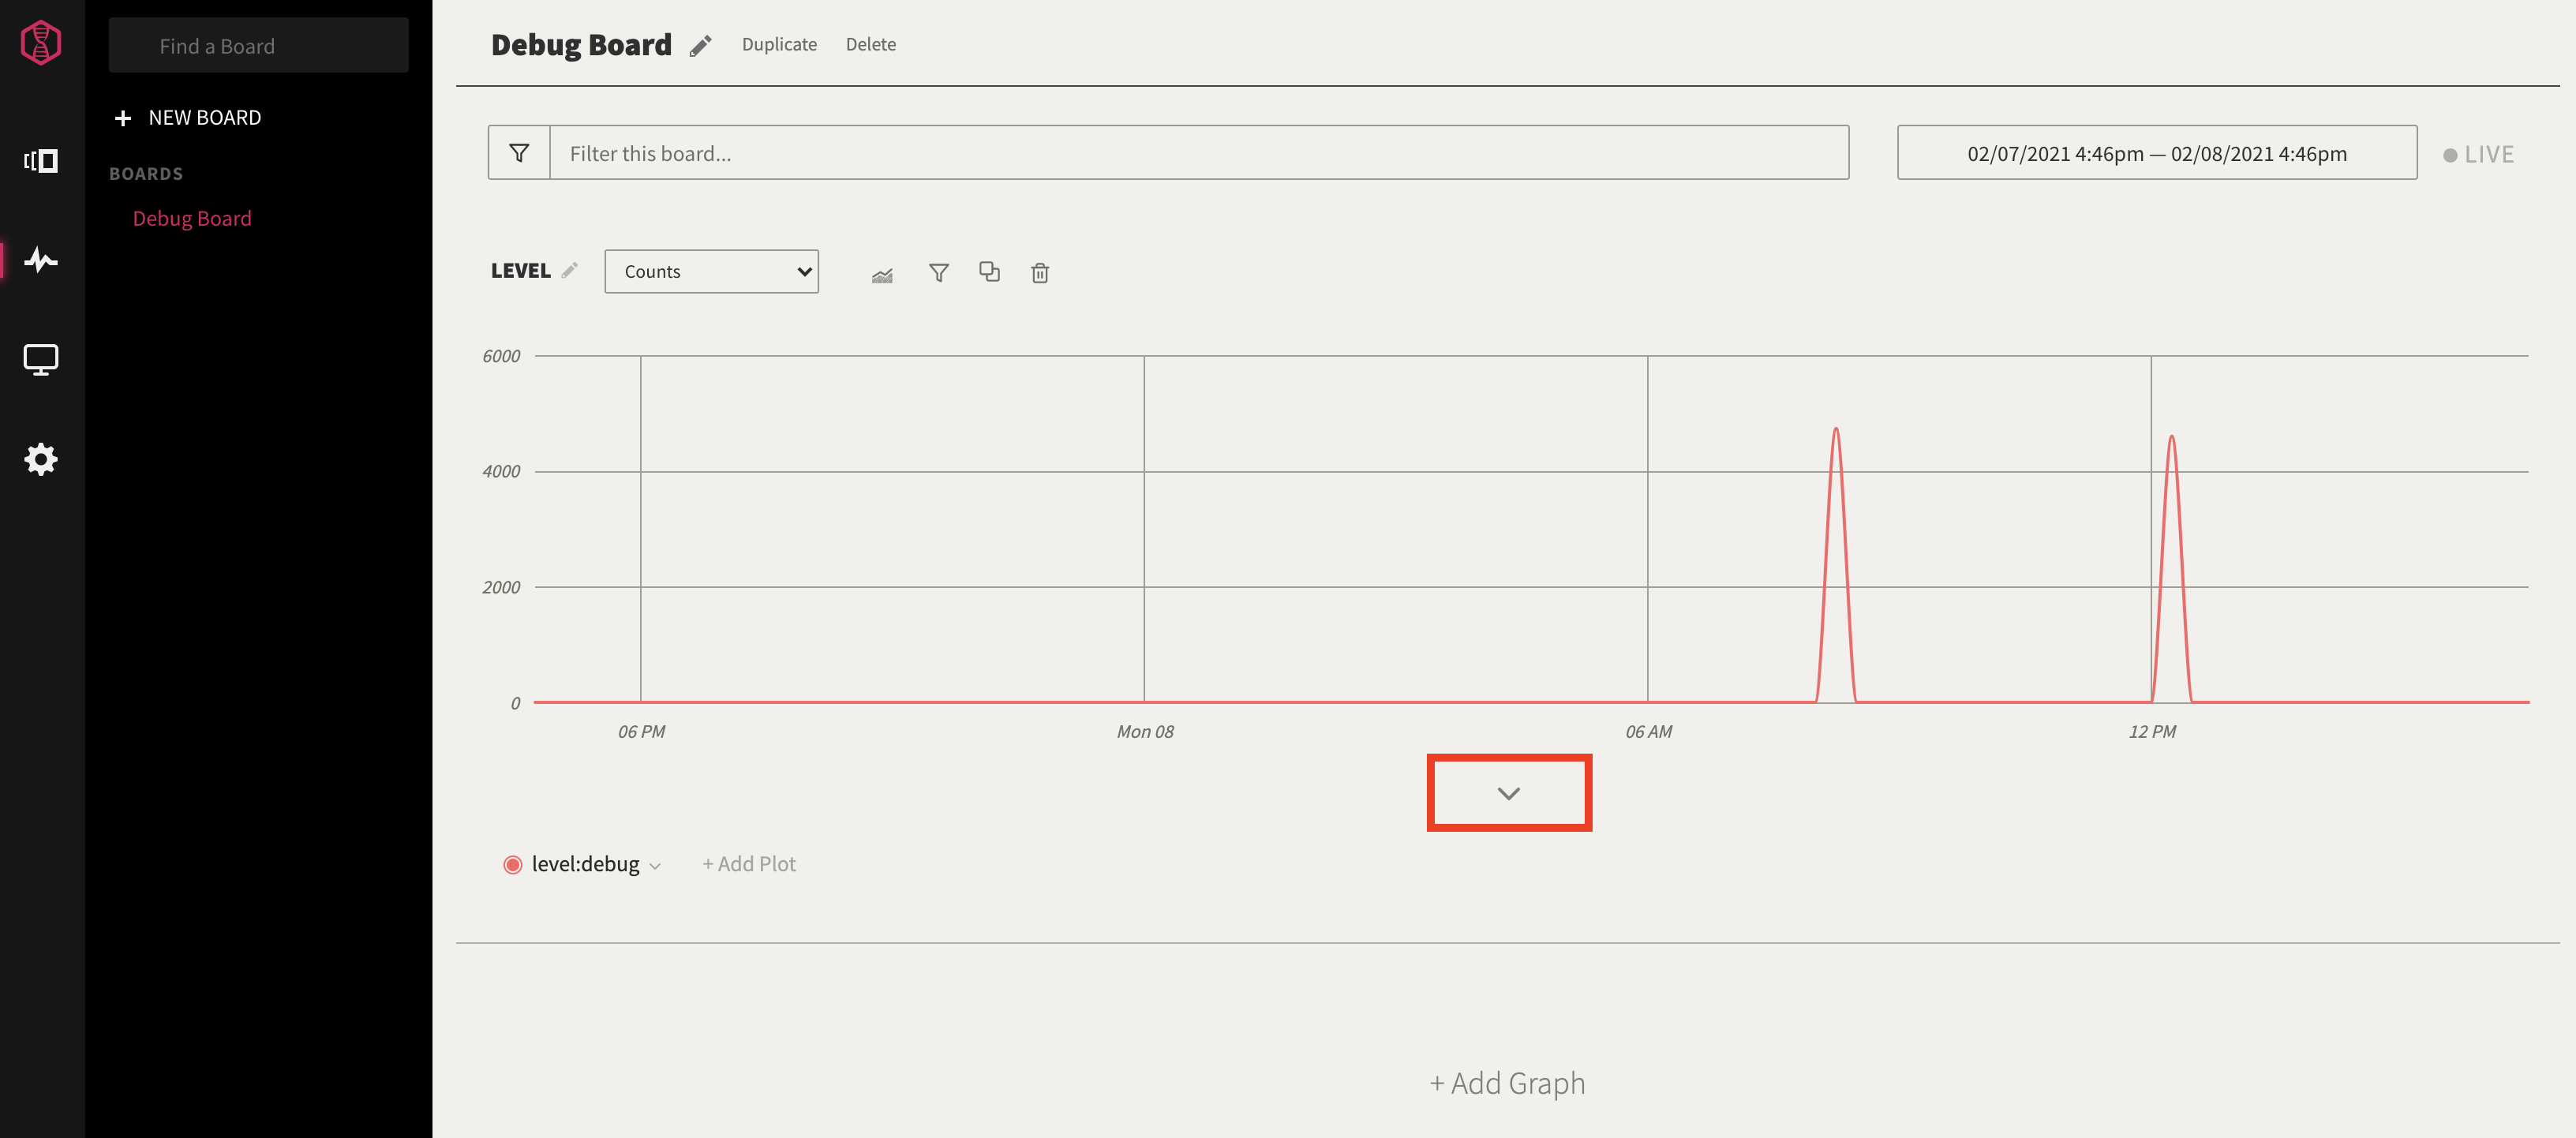 Find a Board
+ NEW BOARD
BOARDS
Debug Board
Debug Board Duplicate Delete
Filter this board...
02/07/2021 4:46pm — 02/08/2021 4:46pm
LIVE
LEVEL Counts
6000
4000
2000
0
06 PM Mon 08 06 AM 12 PM
level:debug + Add Plot
+ Add Graph